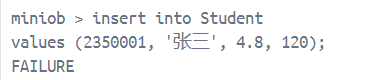 miniob > insert into Student
values (2350001, '张三', 4.8, 120);
FAILURE